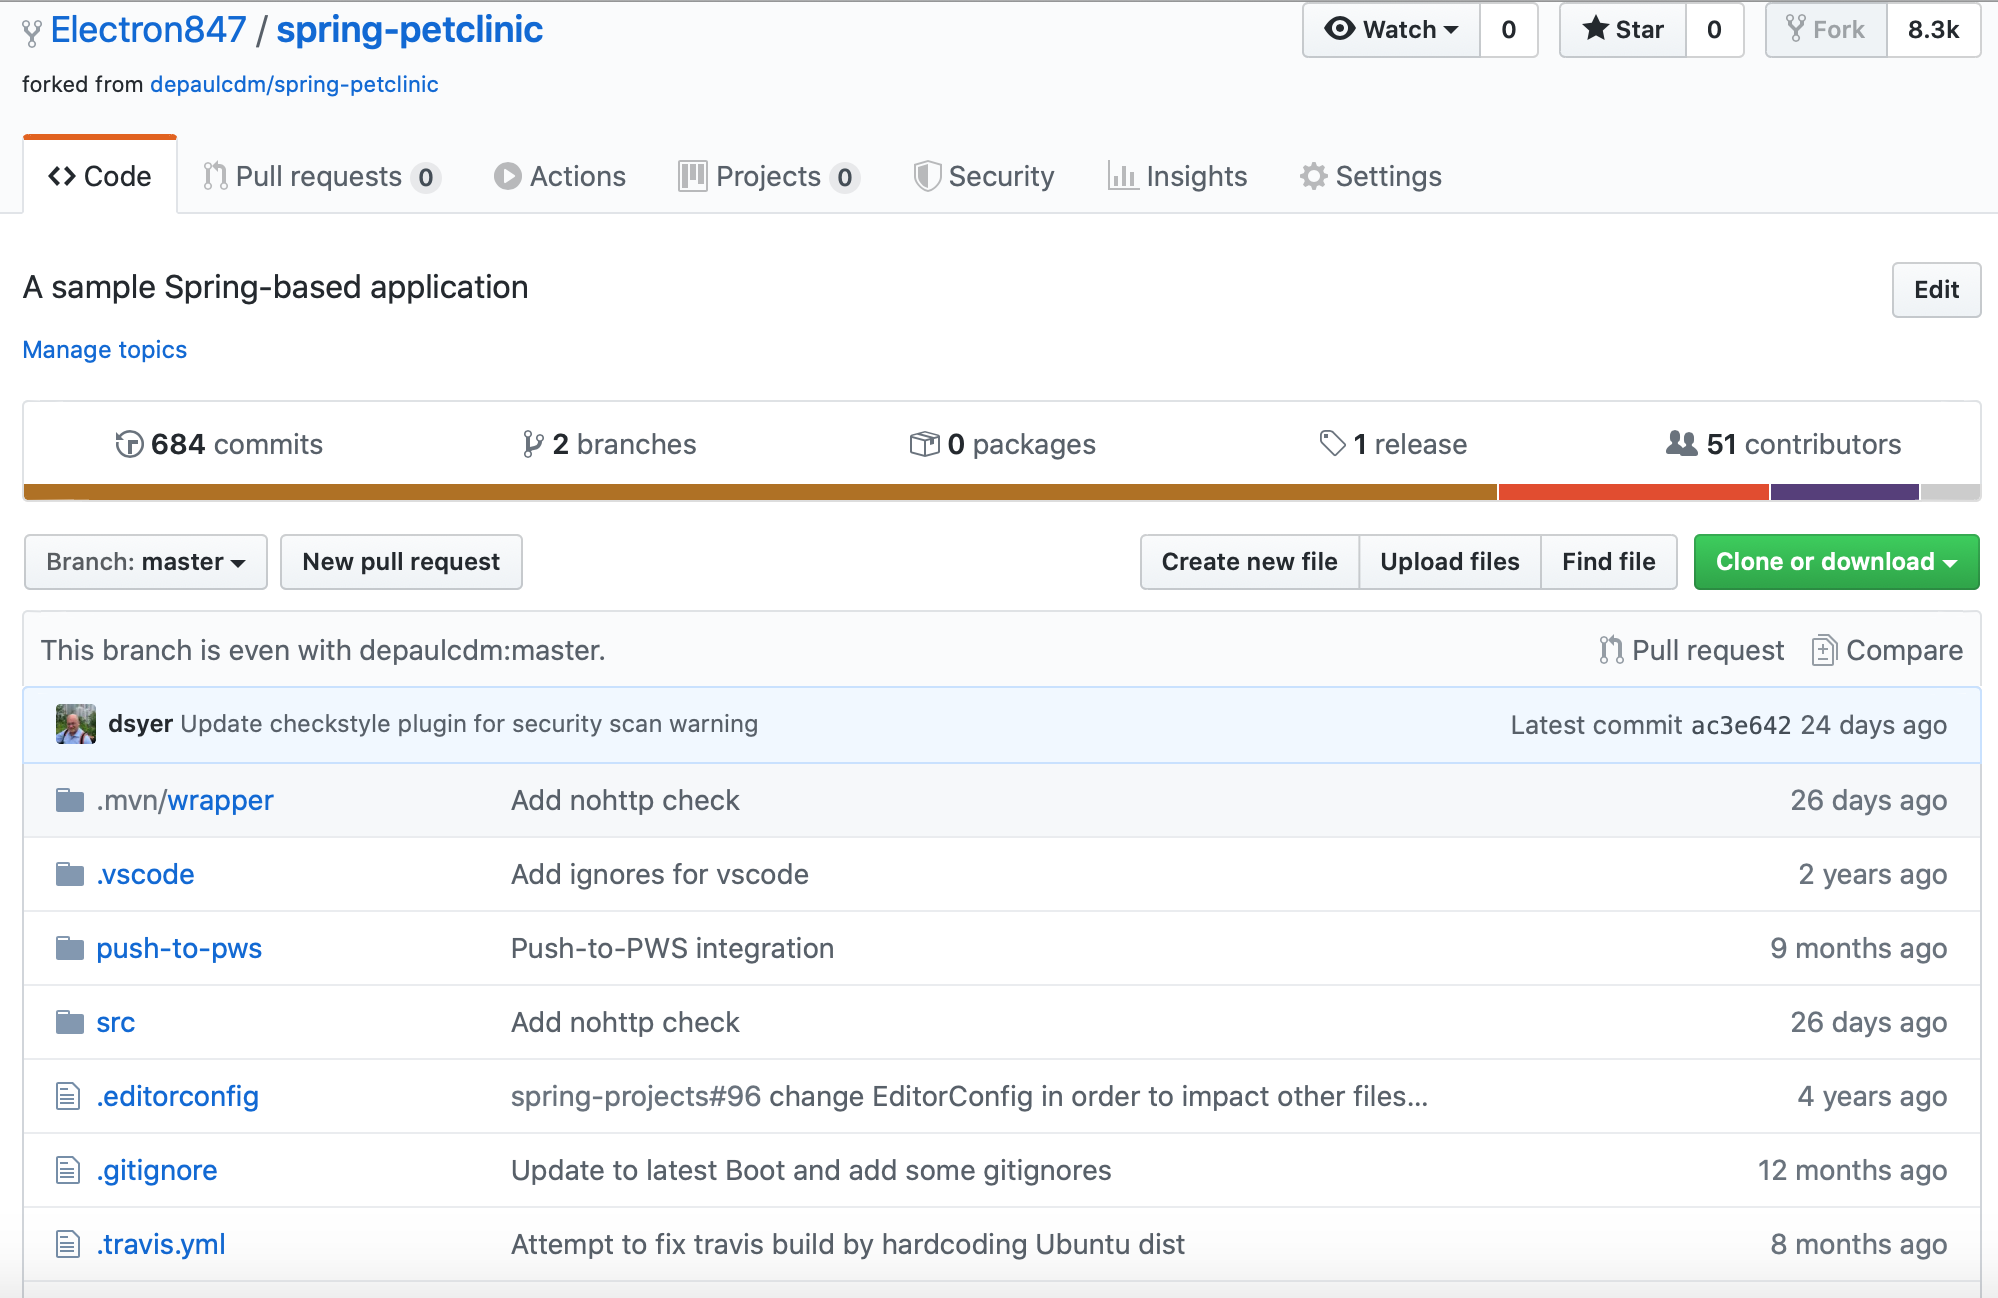 Electron847 / spring-petclinic
Watch 0 Star 0 Fork 8.3k
forked from depaulcdm/spring-petclinic
Code Pull requests 0 Actions Projects 0 Security Insights Settings
A sample Spring-based application
Edit
Manage topics
684 commits 2 branches 0 packages 1 release 51 contributors
Branch: master New pull request Create new file Upload files Find file Clone or download
This branch is even with depaulcdm:master. Pull request Compare
dsyer Update checkstyle plugin for security scan warning Latest commit ac3e642 24 days ago
.mvn/wrapper Add nohttp check 26 days ago
.vscode Add ignores for vscode 2 years ago
push-to-pws Push-to-PWS integration 9 months ago
src Add nohttp check 26 days ago
.editorconfig spring-projects#96 change EditorConfig in order to impact other files... 4 years ago
.gitignore Update to latest Boot and add some gitignores 12 months ago
.travis.yml Attempt to fix travis build by hardcoding Ubuntu dist 8 months ago